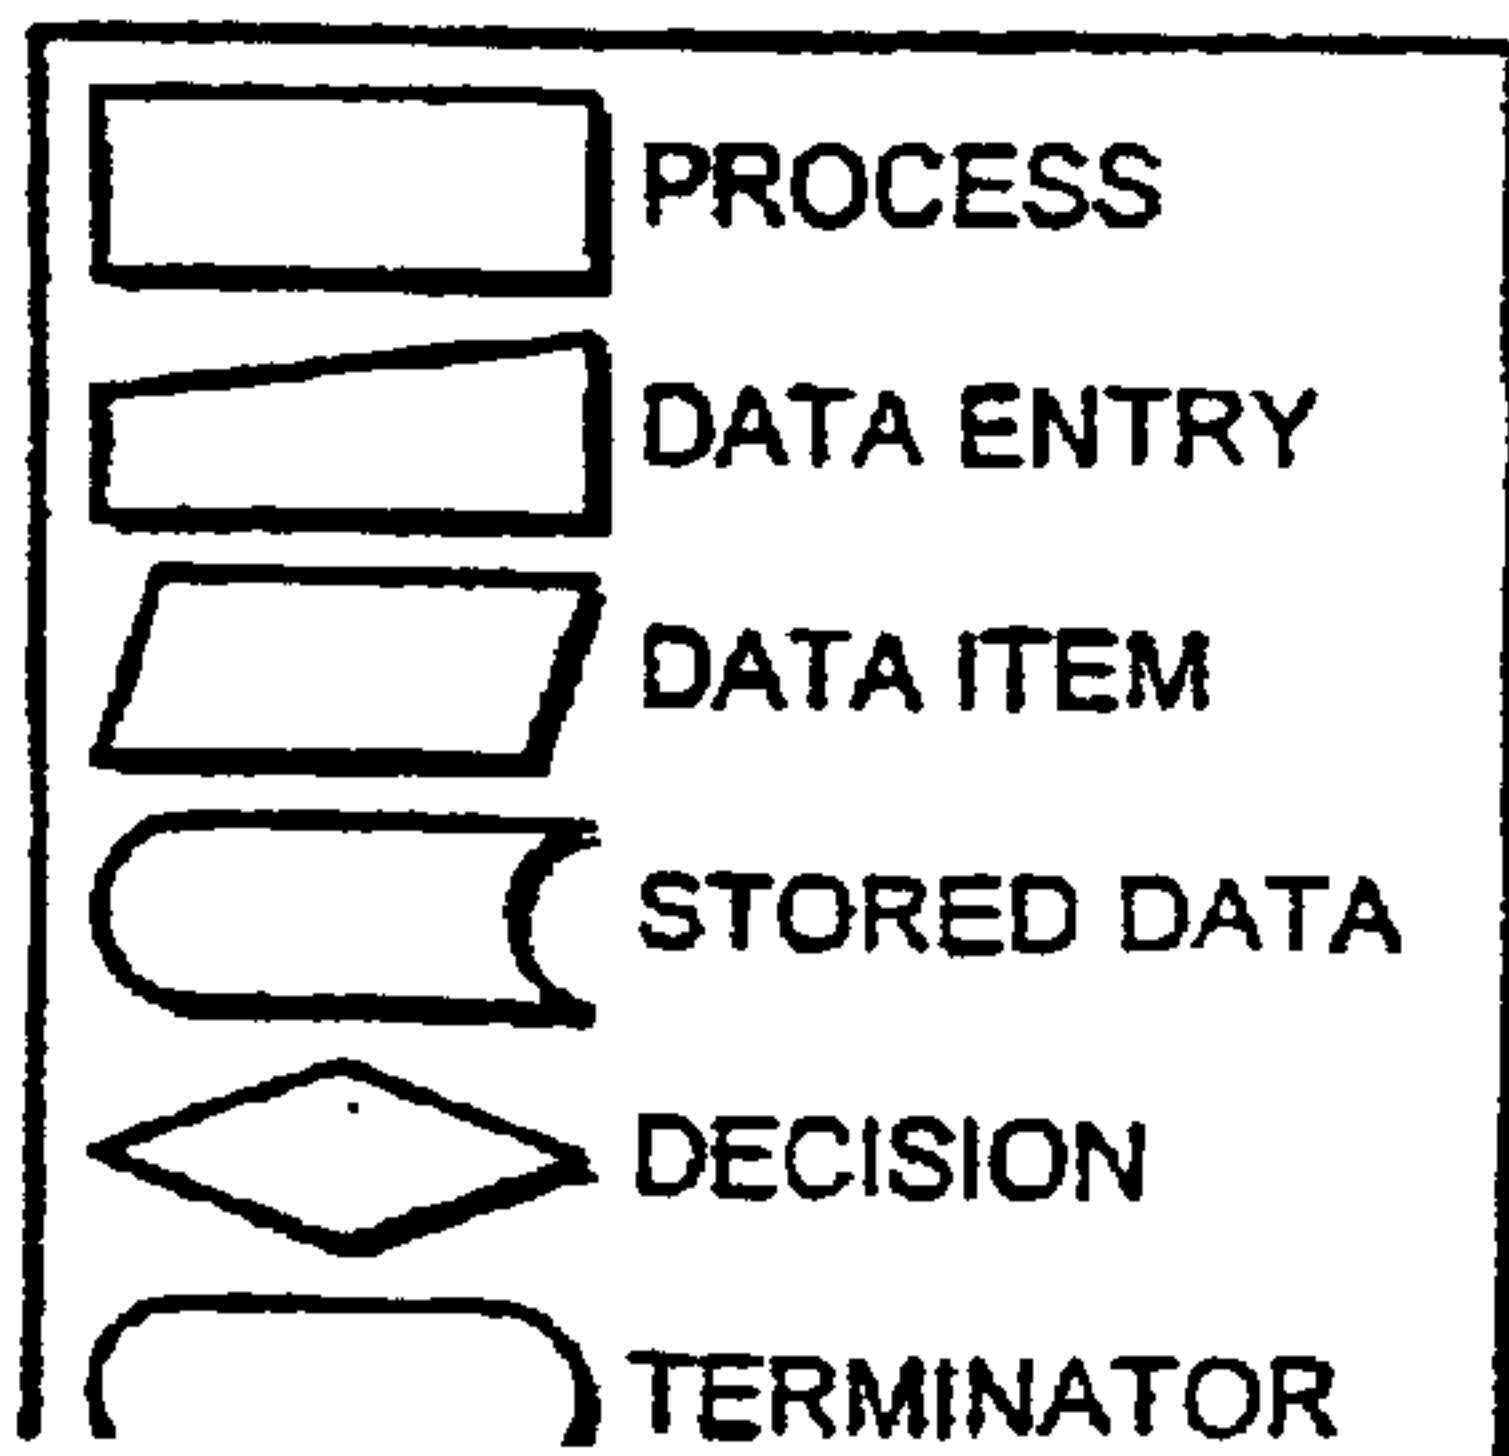 PROCESS
DATA ENTRY
DATA ITEM
STORED DATA
DECISION
TERMINATOR